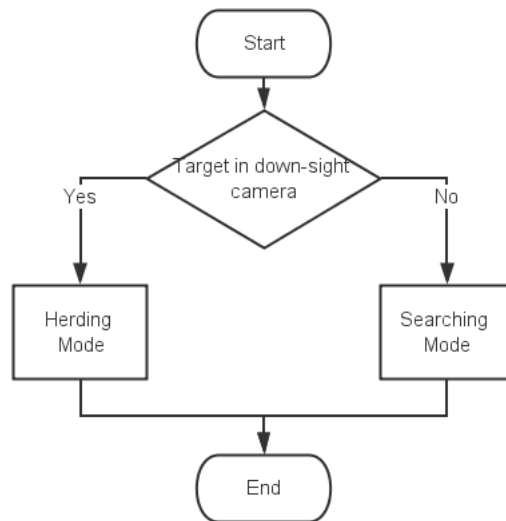 Start
Target in down-sight
camera
Yes
No
Herding
Mode
Searching
Mode
End